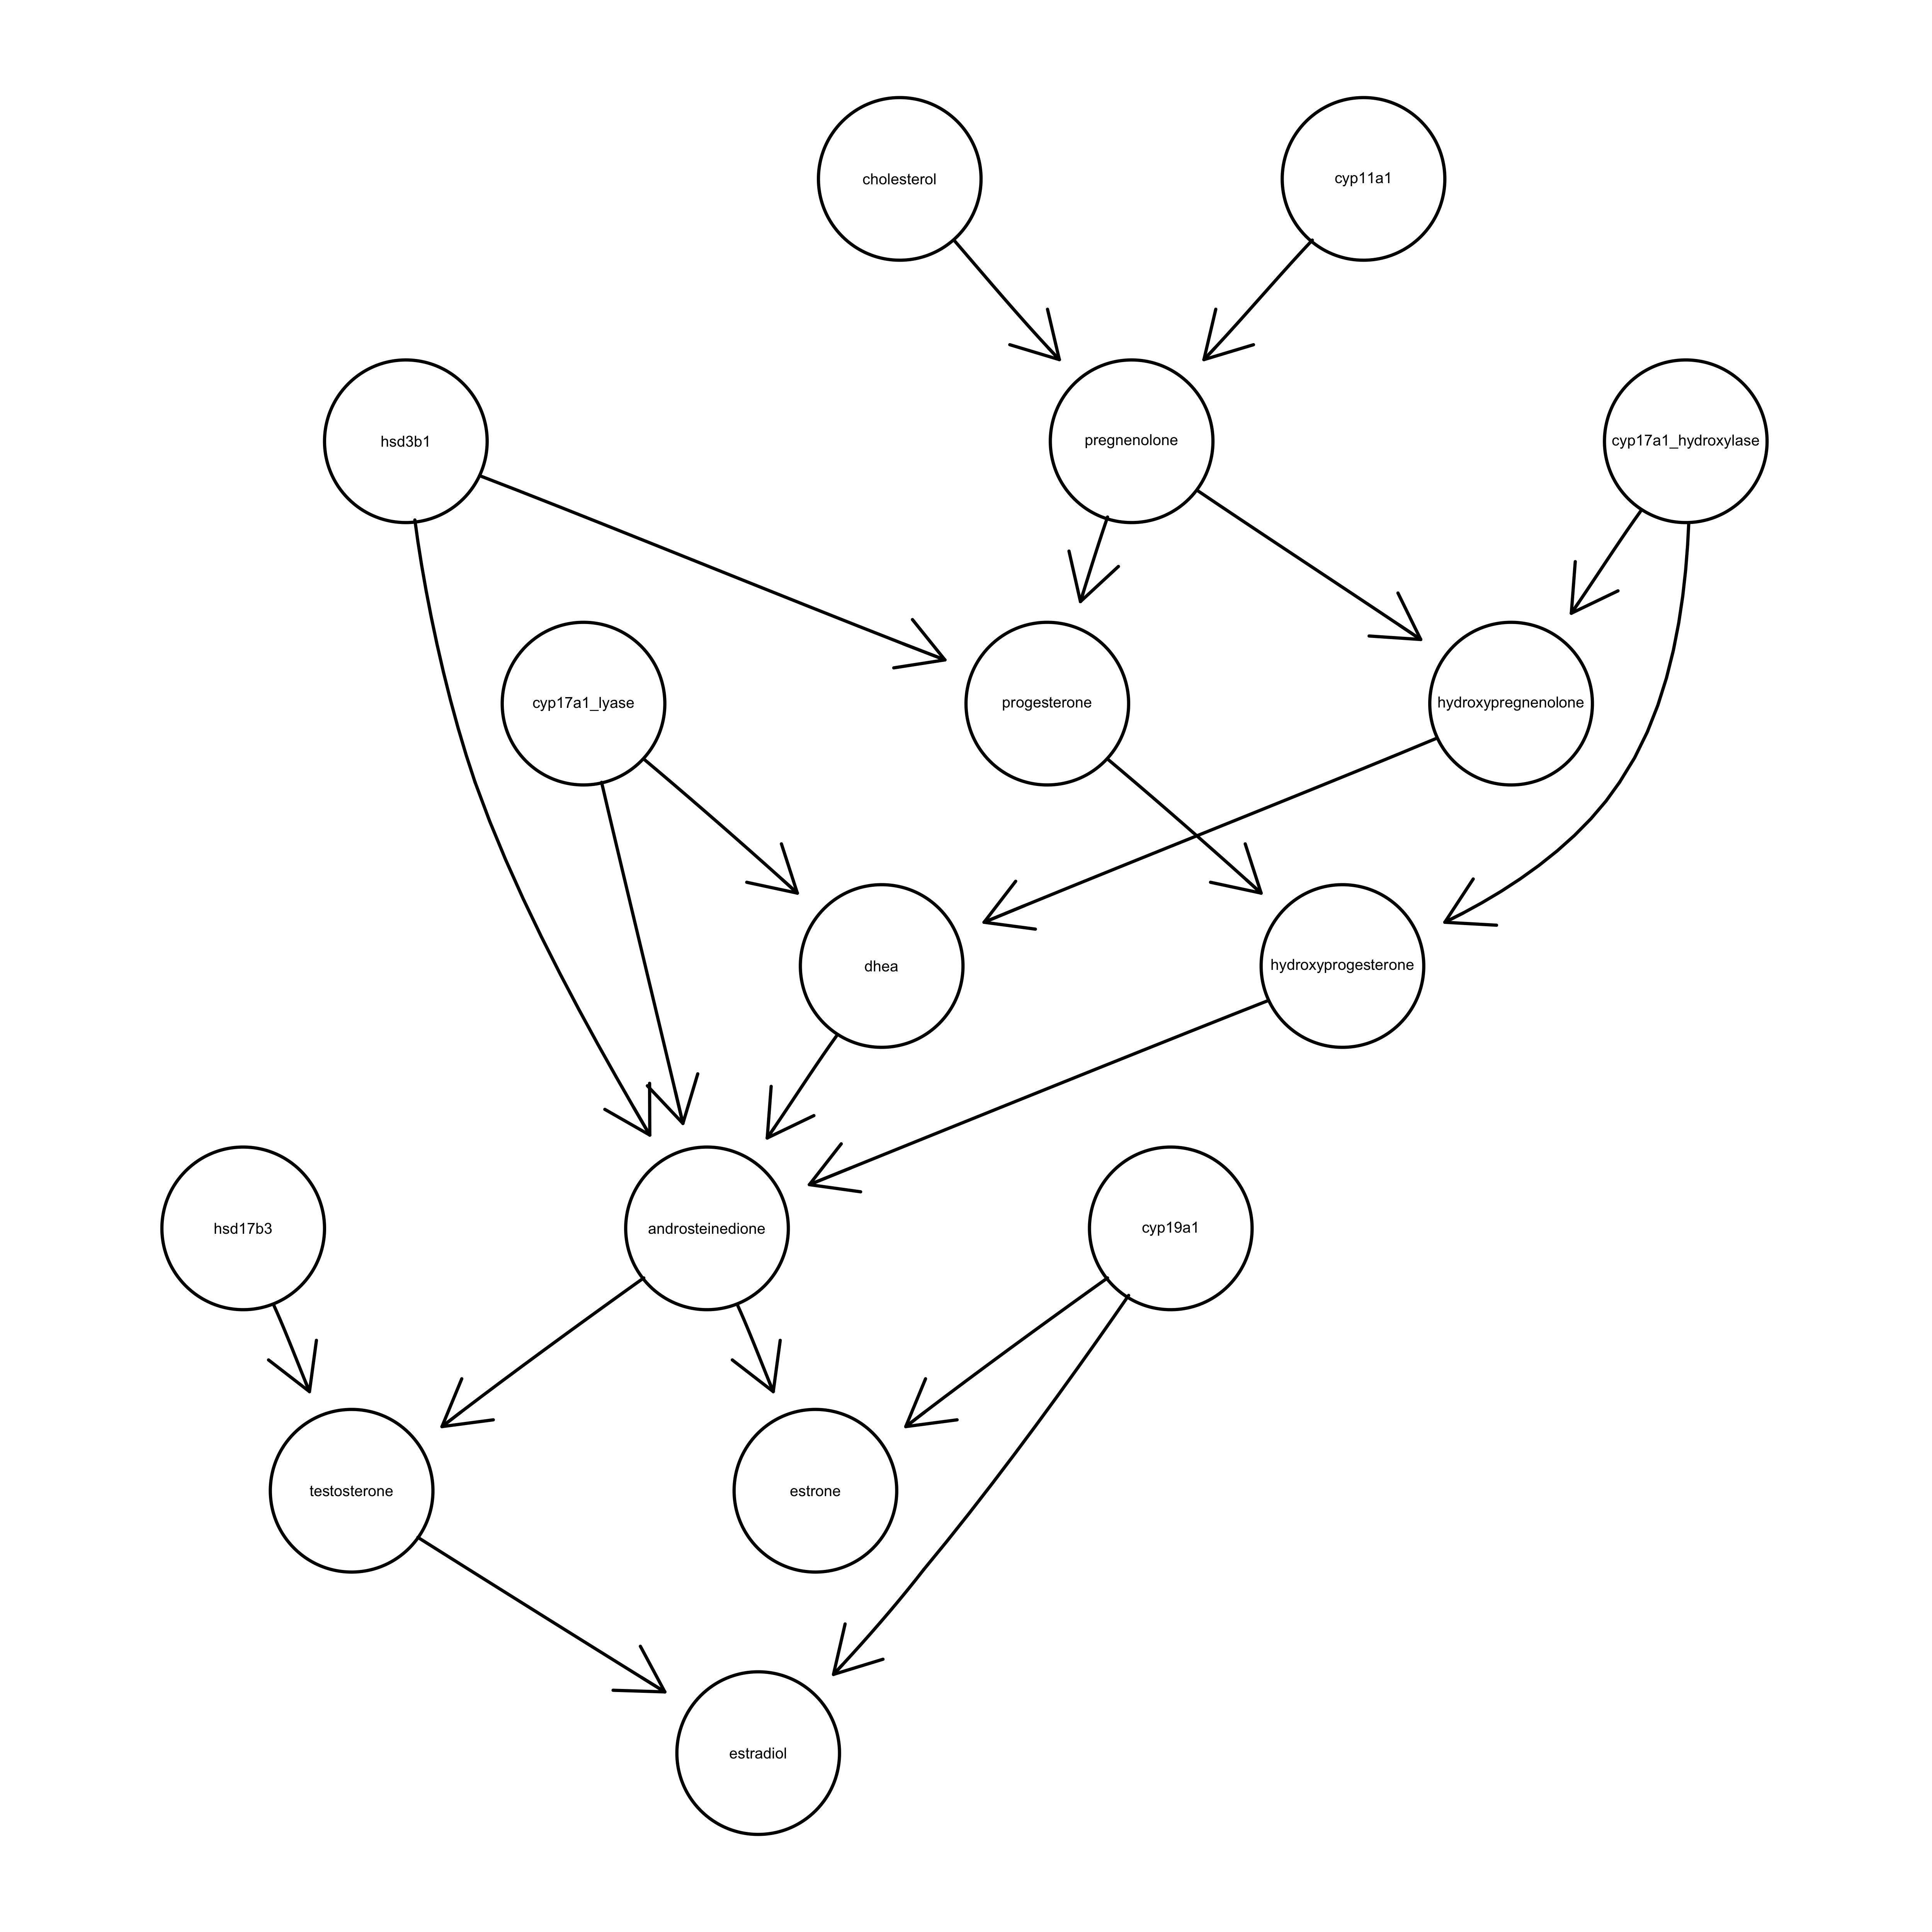 cholesterol
cyp11a1
hsd3b1
pregnenolone
cyp17a1_hydroxylase
cyp17a1_lyase
progesterone
hydroxypregnenolone
dhea
hydroxyprogesterone
hsd17b3
androsteinedione
cyp19a1
testosterone
estrone
estradiol